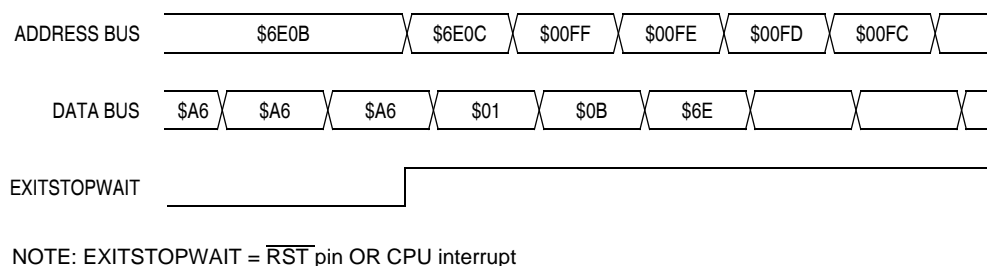 ADDRESS BUS $6E0B $6E0C $00FF $00FE $00FD $00FC
DATA BUS $A6 $A6 $A6 $01 $0B $6E
EXITSTOPWAIT
NOTE: EXITSTOPWAIT = RST pin OR CPU interrupt